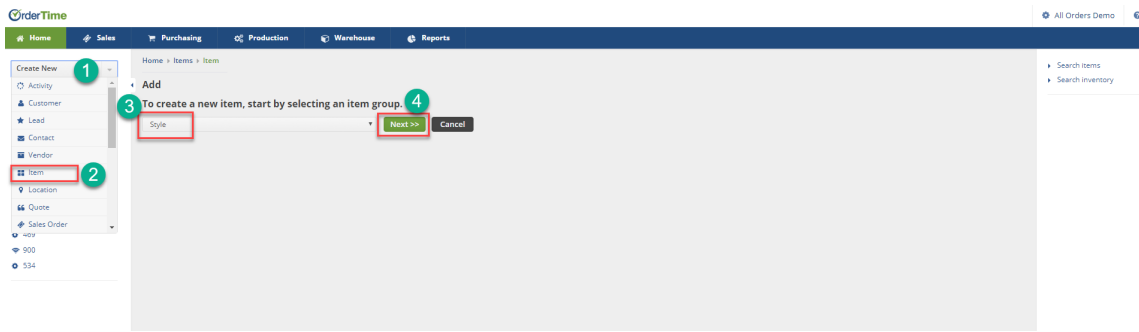 OrderTime
All Orders Demo
Home
Sales
Purchasing
Production
Warehouse
Reports
Create New
1
Activity
Customer
Lead
Contact
Vendor
Item
2
Location
Quote
Sales Order
900
534
Home > Items > Item
Add
3
To create a new item, start by selecting an item group.
4
Style
Next >>
Cancel
Search items
Search inventory